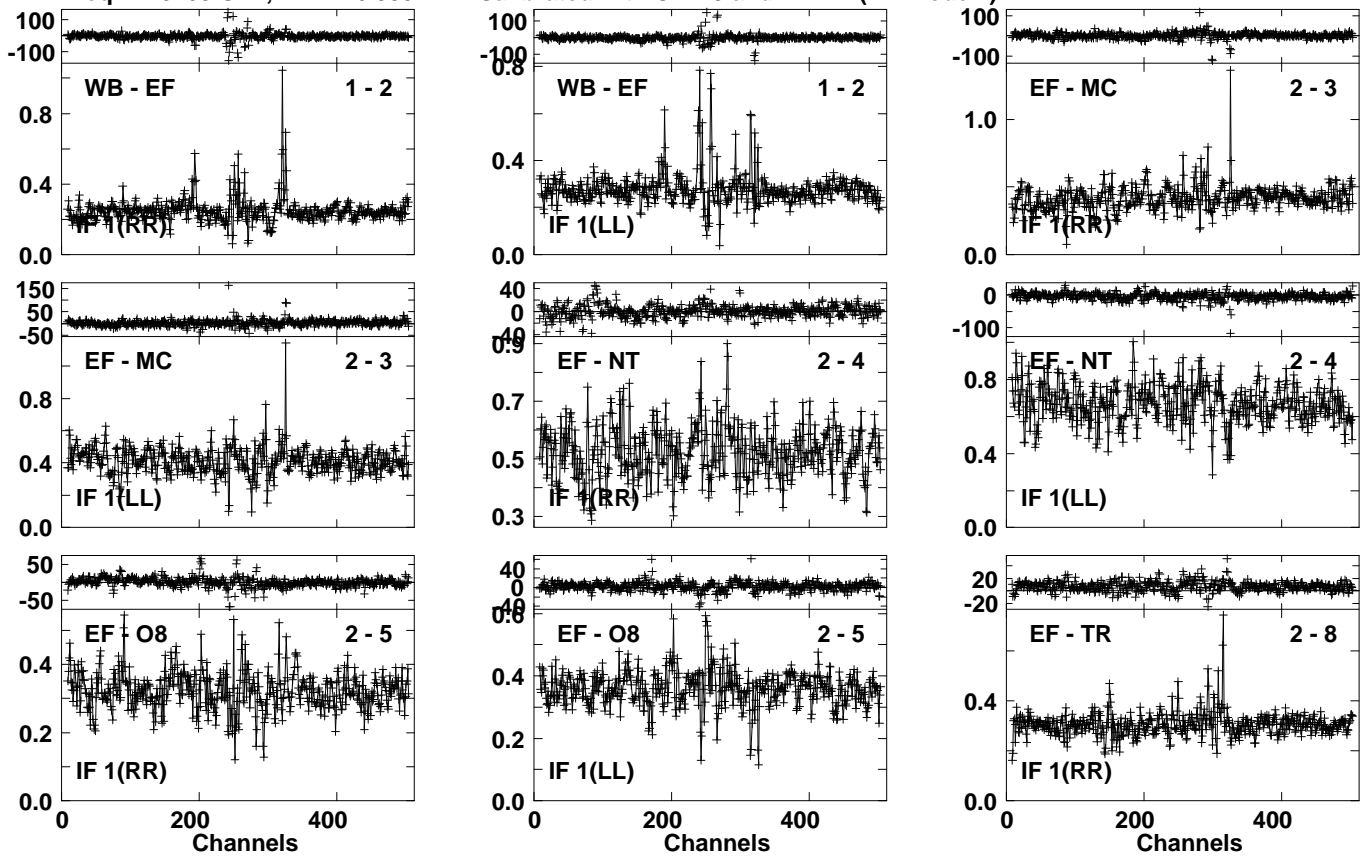 100
-100
WB - EF 1 - 2
0.8
0.4
IF 1(RR)
0.0
100
-100
0.8
WB - EF 1 - 2
0.4
IF 1(LL)
0.0
100
-100
EF - MC 2 - 3
1.0
IF 1(RR)
0.0
150
50
-50
EF - MC 2 - 3
0.8
0.4
IF 1(LL)
0.0
40
0
-40
0.9
EF - NT 2 - 4
0.7
0.5
IF 1(RR)
0.3
0
-100
EF - NT 2 - 4
0.8
0.4
IF 1(LL)
0.0
50
-50
EF - O8 2 - 5
0.4
0.2
IF 1(RR)
0.0
0 200 400
Channels
40
0
-40
0.6
EF - O8 2 - 5
0.4
0.2
IF 1(LL)
0.0
0 200 400
Channels
20
-20
EF - TR 2 - 8
0.4
IF 1(RR)
0.0
0 200 400
Channels